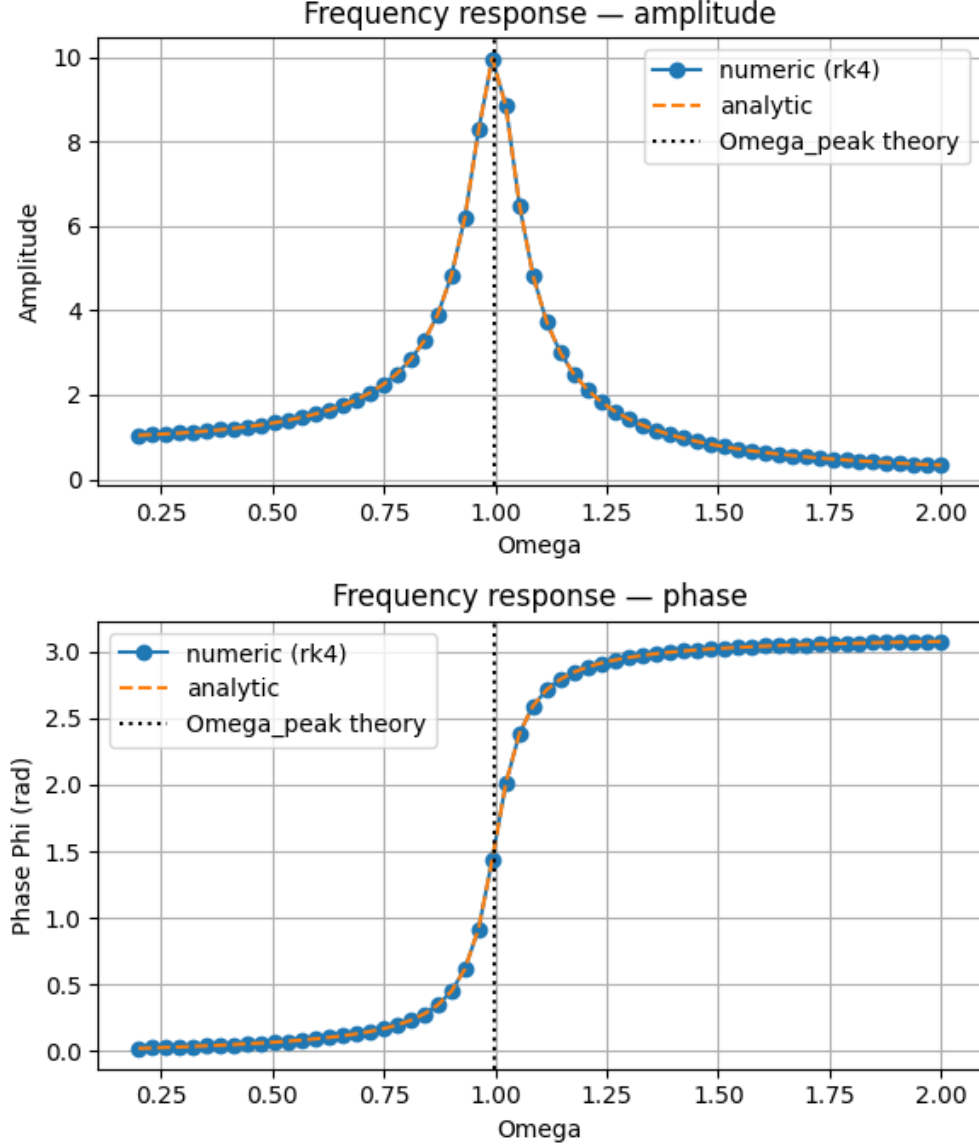 Frequency response — amplitude
10
8
6
4
2
0
Amplitude
numeric (rk4)
analytic
Omega_peak theory
0.25 0.50 0.75 1.00 1.25 1.50 1.75 2.00
Omega
Frequency response — phase
3.0
2.5
2.0
1.5
1.0
0.5
0.0
Phase Phi (rad)
numeric (rk4)
analytic
Omega_peak theory
0.25 0.50 0.75 1.00 1.25 1.50 1.75 2.00
Omega